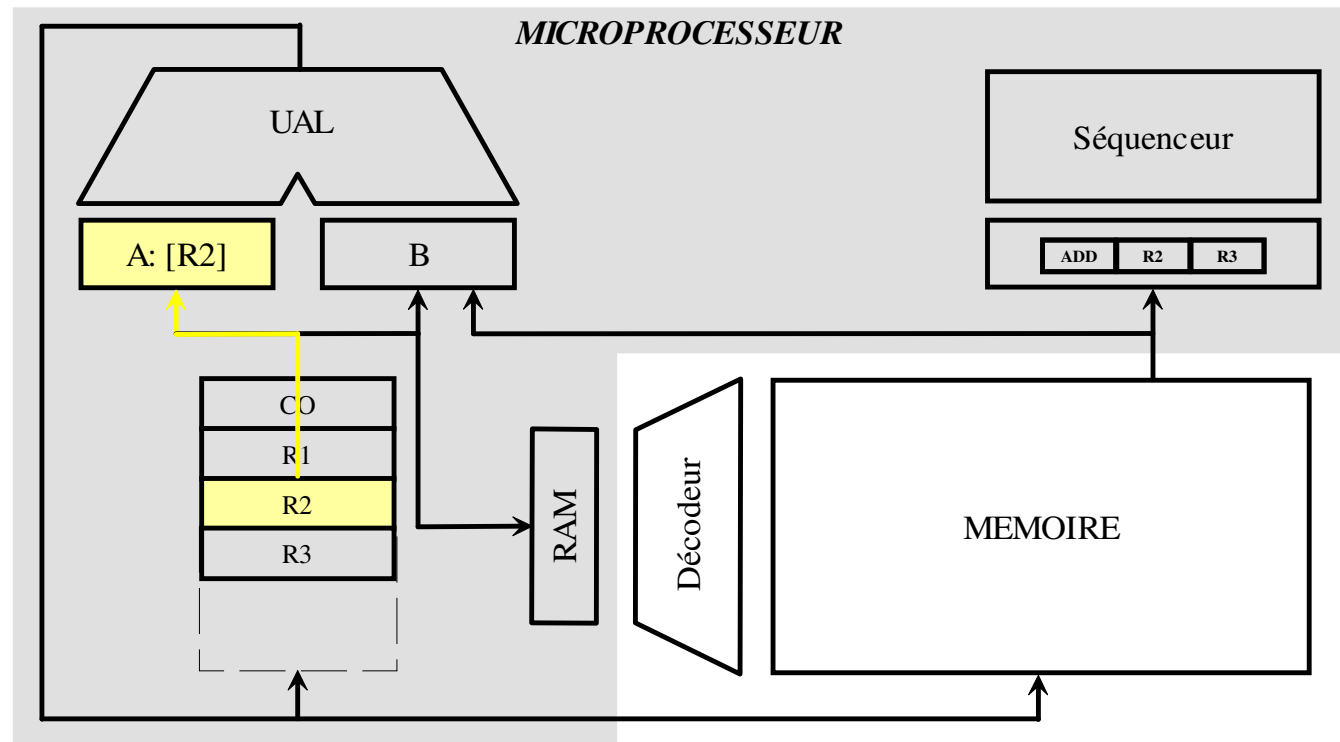 MICROPROCESSEUR
UAL
Séquenceur
A: [R2]
B
ADD R2 R3
CO
R1
R2
R3
RAM
Décodeur
MEMOIRE